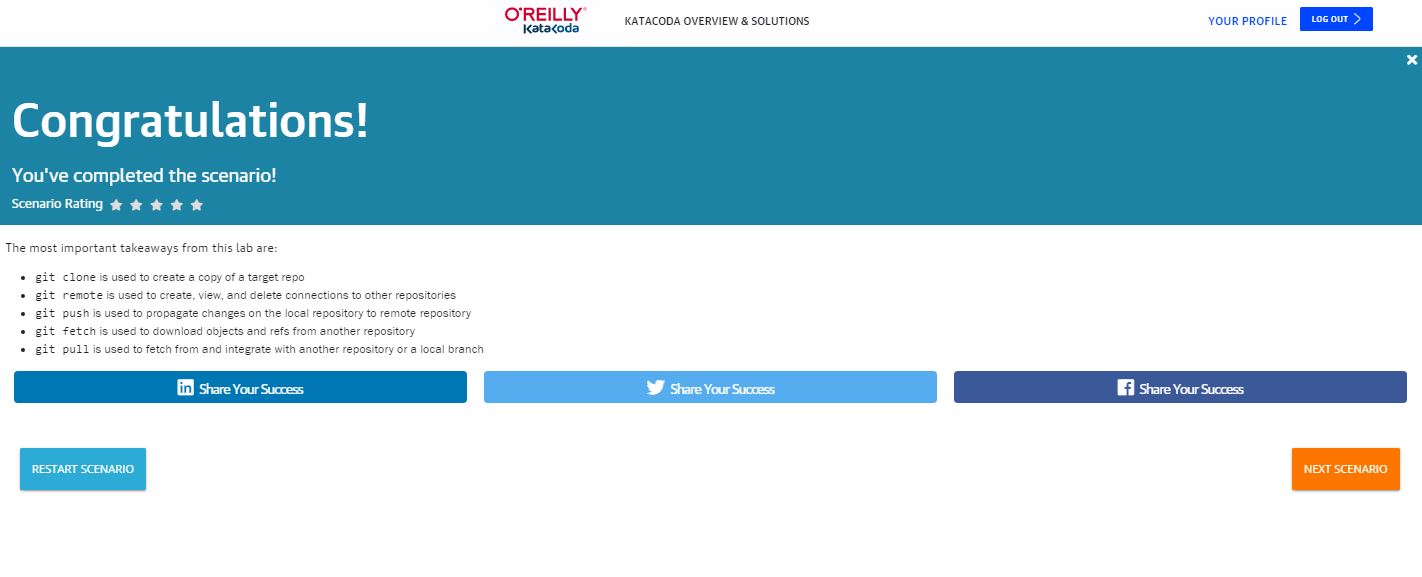 O'REILLY
Katacoda
KATACODA OVERVIEW & SOLUTIONS
YOUR PROFILE
LOG OUT
Congratulations!
You've completed the scenario!
Scenario Rating
The most important takeaways from this lab are:
git clone is used to create a copy of a target repo
git remote is used to create, view, and delete connections to other repositories
git push is used to propagate changes on the local repository to remote repository
git fetch is used to download objects and refs from another repository
git pull is used to fetch from and integrate with another repository or a local branch
Share Your Success
Share Your Success
Share Your Success
RESTART SCENARIO
NEXT SCENARIO